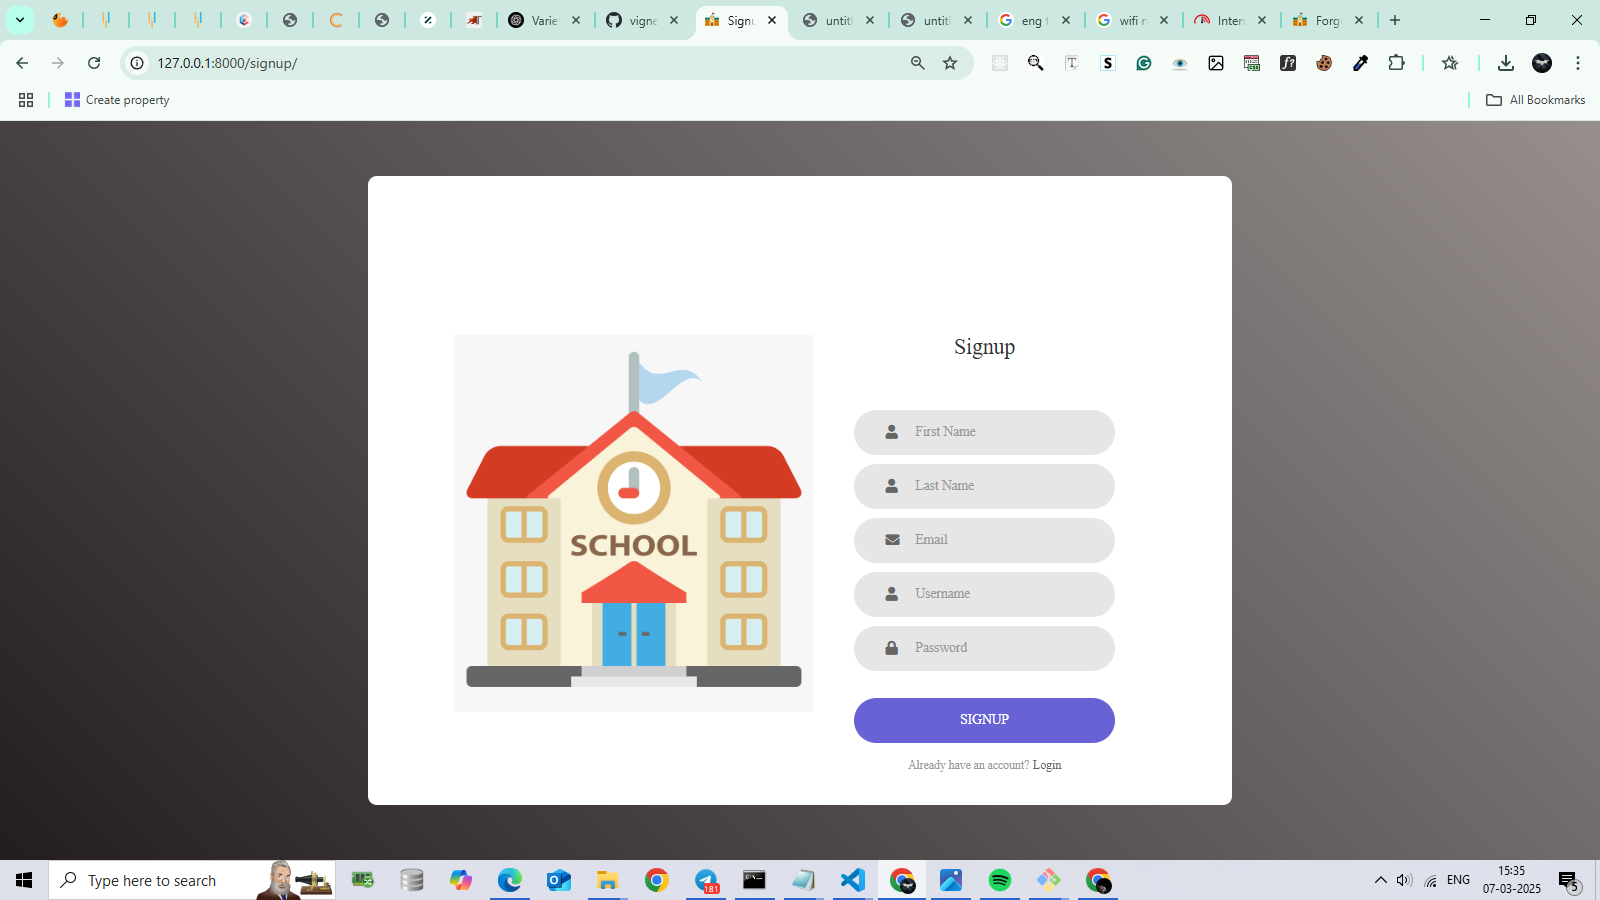 Varie
vigne
Signu
untitl
untitl
eng t
wifi r
Inter
Forg
127.0.0.1:8000/signup/
Create property
All Bookmarks
SCHOOL
Signup
First Name
Last Name
Email
Username
Password
SIGNUP
Already have an account? Login
Type here to search
181
ENG
15:35
07-03-2025
5